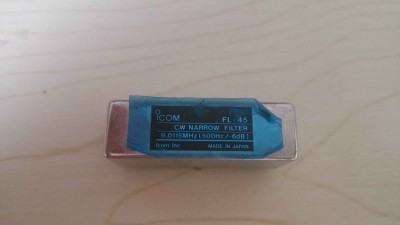 ICOM FL-45
CW NARROW FILTER
9.0115MHz(500Hz/-6dB)
Icom Inc. MADE IN JAPAN